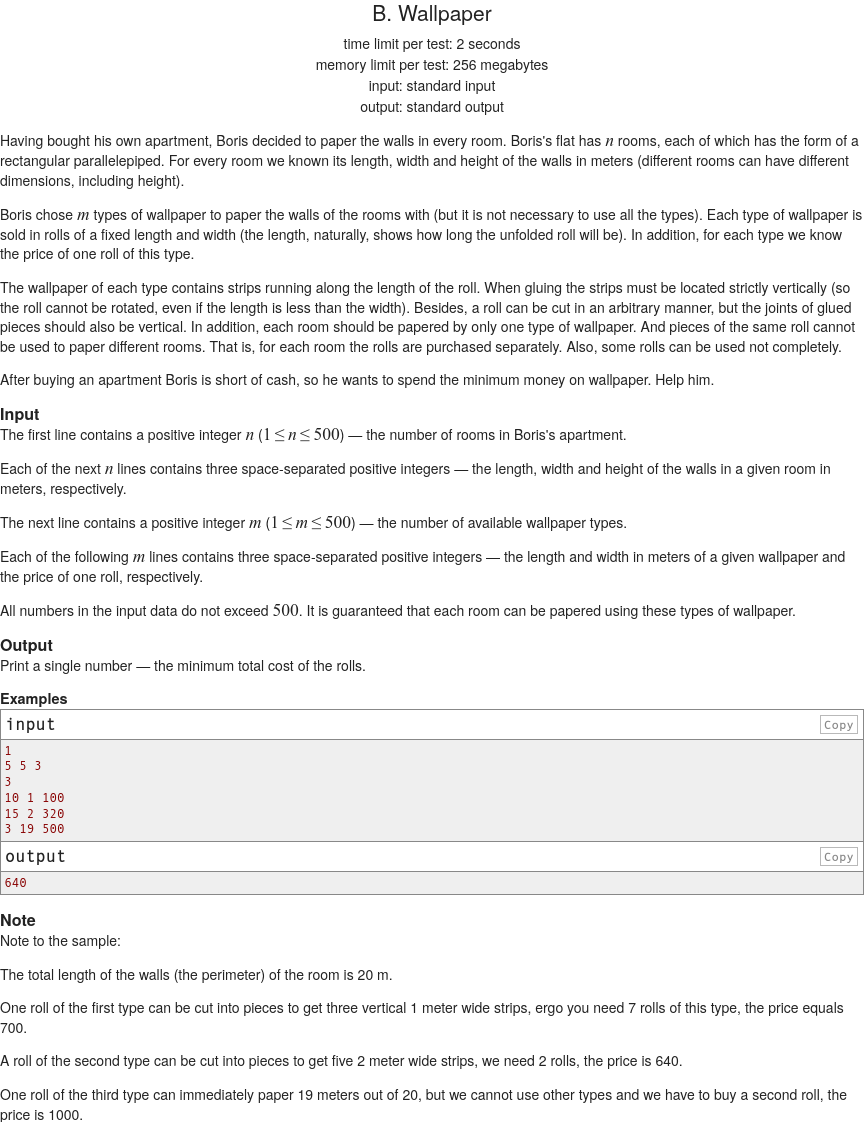 B. Wallpaper
time limit per test: 2 seconds
memory limit per test: 256 megabytes
input: standard input
output: standard output
Having bought his own apartment, Boris decided to paper the walls in every room. Boris's flat has n rooms, each of which has the form of a
rectangular parallelepiped. For every room we known its length, width and height of the walls in meters (different rooms can have different
dimensions, including height).
Boris chose m types of wallpaper to paper the walls of the rooms with (but it is not necessary to use all the types). Each type of wallpaper is
sold in rolls of a fixed length and width (the length, naturally, shows how long the unfolded roll will be). In addition, for each type we know
the price of one roll of this type.
The wallpaper of each type contains strips running along the length of the roll. When gluing the strips must be located strictly vertically (so
the roll cannot be rotated, even if the length is less than the width). Besides, a roll can be cut in an arbitrary manner, but the joints of glued
pieces should also be vertical. In addition, each room should be papered by only one type of wallpaper. And pieces of the same roll cannot
be used to paper different rooms. That is, for each room the rolls are purchased separately. Also, some rolls can be used not completely.
After buying an apartment Boris is short of cash, so he wants to spend the minimum money on wallpaper. Help him.
Input
The first line contains a positive integer n (1 ≤ n ≤ 500) — the number of rooms in Boris's apartment.
Each of the next n lines contains three space-separated positive integers — the length, width and height of the walls in a given room in
meters, respectively.
The next line contains a positive integer m (1 ≤ m ≤ 500) — the number of available wallpaper types.
Each of the following m lines contains three space-separated positive integers — the length and width in meters of a given wallpaper and
the price of one roll, respectively.
All numbers in the input data do not exceed 500. It is guaranteed that each room can be papered using these types of wallpaper.
Output
Print a single number — the minimum total cost of the rolls.
Examples
input Copy
1
5 5 3
3
10 1 100
15 2 320
3 19 500
output Copy
640
Note
Note to the sample:
The total length of the walls (the perimeter) of the room is 20 m.
One roll of the first type can be cut into pieces to get three vertical 1 meter wide strips, ergo you need 7 rolls of this type, the price equals
700.
A roll of the second type can be cut into pieces to get five 2 meter wide strips, we need 2 rolls, the price is 640.
One roll of the third type can immediately paper 19 meters out of 20, but we cannot use other types and we have to buy a second roll, the
price is 1000.